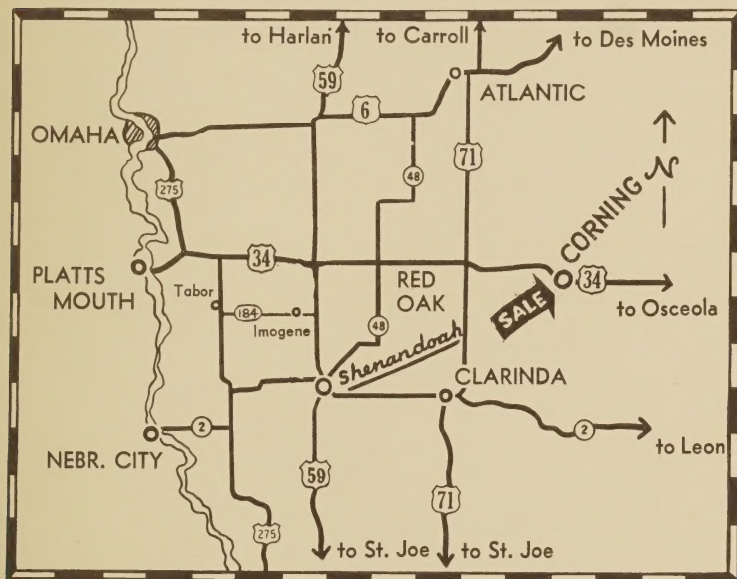 to Harlan
to Carroll
to Des Moines
59
6
ATLANTIC
OMAHA
71
275
48
CORNING
N
34
PLATTS
MOUTH
RED
OAK
34
Tabor
184
Imogene
SALE
to Osceola
48
Shenandoah
CLARINDA
2
2
NEBR. CITY
to Leon
59
71
275
to St. Joe
to St. Joe